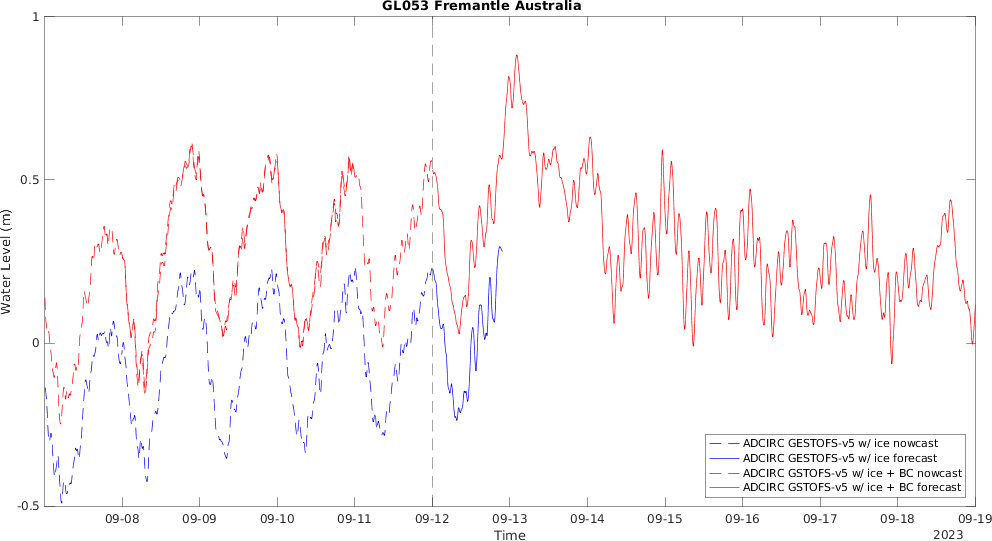 GL053 Fremantle Australia
1
0.5
0
-0.5
Water Level (m)
ADCIRC GESTOFS-v5 w/ ice nowcast
ADCIRC GESTOFS-v5 w/ ice forecast
ADCIRC GSTOFS-v5 w/ ice + BC nowcast
ADCIRC GSTOFS-v5 w/ ice + BC forecast
09-08 09-09 09-10 09-11 09-12 09-13 09-14 09-15 09-16 09-17 09-18 09-19
Time
2023